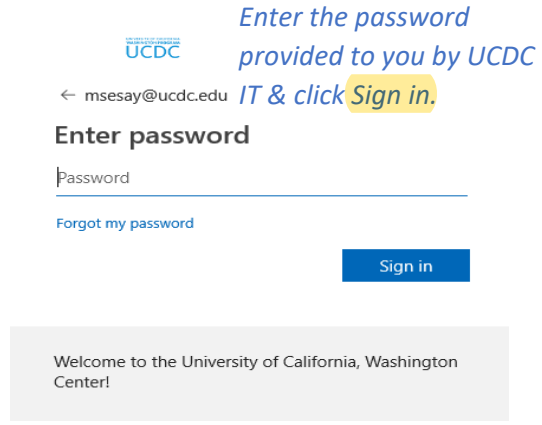 Enter the password
provided to you by UCDC
IT & click Sign in.
UCDC
← msesay@ucdc.edu
Enter password
Password
Forgot my password
Sign in
Welcome to the University of California, Washington
Center!